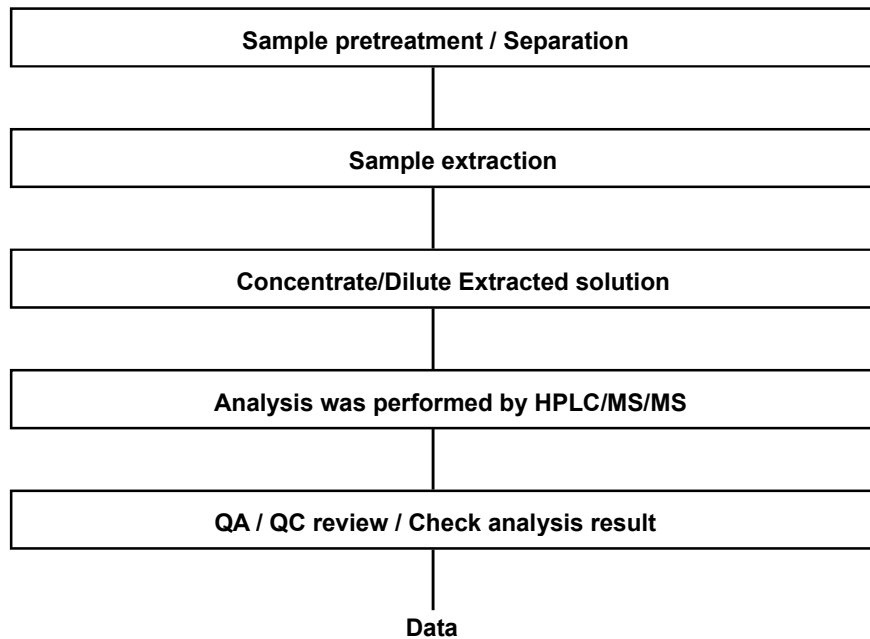 Sample pretreatment / Separation
Sample extraction
Concentrate/Dilute Extracted solution
Analysis was performed by HPLC/MS/MS
QA / QC review / Check analysis result
Data